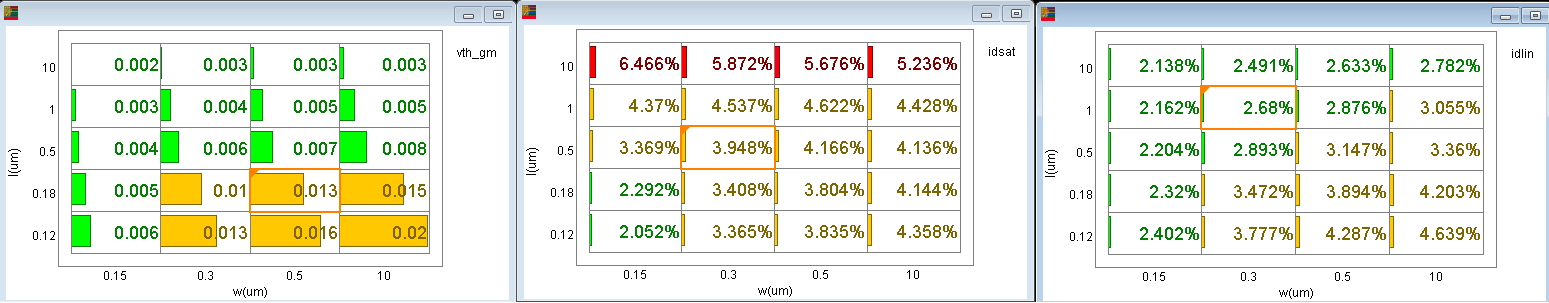 vth_gm
10 0.002 0.003 0.003 0.003
1 0.003 0.004 0.005 0.005
0.5 0.004 0.006 0.007 0.008
0.18 0.005 0.01 0.013 0.015
0.12 0.006 0.013 0.016 0.02
l(um)
0.15 0.3 0.5 10
w(um)
idsat
10 6.466% 5.872% 5.676% 5.236%
1 4.37% 4.537% 4.622% 4.428%
0.5 3.369% 3.948% 4.166% 4.136%
0.18 2.292% 3.408% 3.804% 4.144%
0.12 2.052% 3.365% 3.835% 4.358%
l(um)
0.15 0.3 0.5 10
w(um)
idlin
10 2.138% 2.491% 2.633% 2.782%
1 2.162% 2.68% 2.876% 3.055%
0.5 2.204% 2.893% 3.147% 3.36%
0.18 2.32% 3.472% 3.894% 4.203%
0.12 2.402% 3.777% 4.287% 4.639%
l(um)
0.15 0.3 0.5 10
w(um)